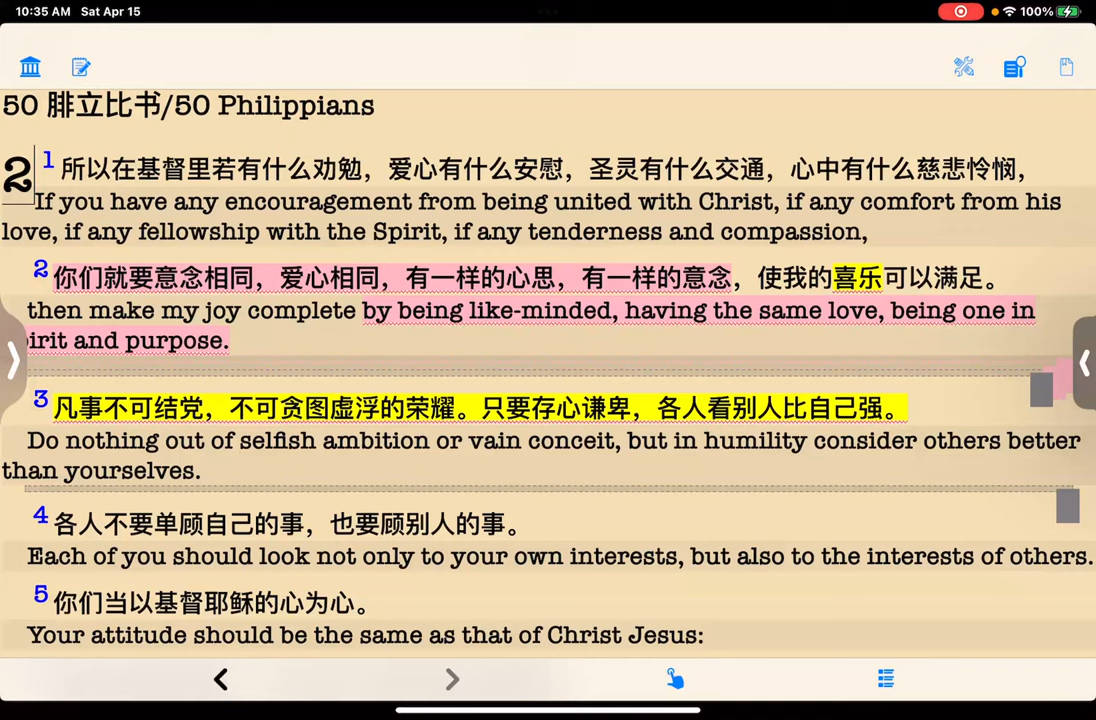 10:35 AM Sat Apr 15
100%
50 腓立比书/50 Philippians
2
1 所以在基督里若有什么劝勉，爱心有什么安慰，圣灵有什么交通，心中有什么慈悲怜悯，
If you have any encouragement from being united with Christ, if any comfort from his
love, if any fellowship with the Spirit, if any tenderness and compassion,
2 你们就要意念相同，爱心相同，有一样的心思，有一样的意念，使我的喜乐可以满足。
then make my joy complete by being like-minded, having the same love, being one in
irit and purpose.
3 凡事不可结党，不可贪图虚浮的荣耀。只要存心谦卑，各人看别人比自己强。
Do nothing out of selfish ambition or vain conceit, but in humility consider others better
than yourselves.
4 各人不要单顾自己的事，也要顾别人的事。
Each of you should look not only to your own interests, but also to the interests of others.
5 你们当以基督耶稣的心为心。
Your attitude should be the same as that of Christ Jesus: